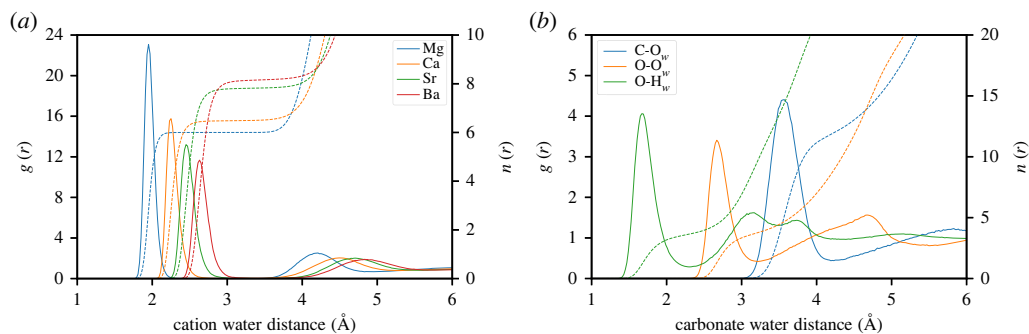 (a)
24
20
16
12
8
4
0
g (r)
10
8
6
4
2
0
n (r)
Mg
Ca
Sr
Ba
1 2 3 4 5 6
cation water distance (Å)
(b)
6
5
4
3
2
1
0
g (r)
20
15
10
5
0
n (r)
C-Ow
O-Ow
O-Hw
1 2 3 4 5 6
carbonate water distance (Å)